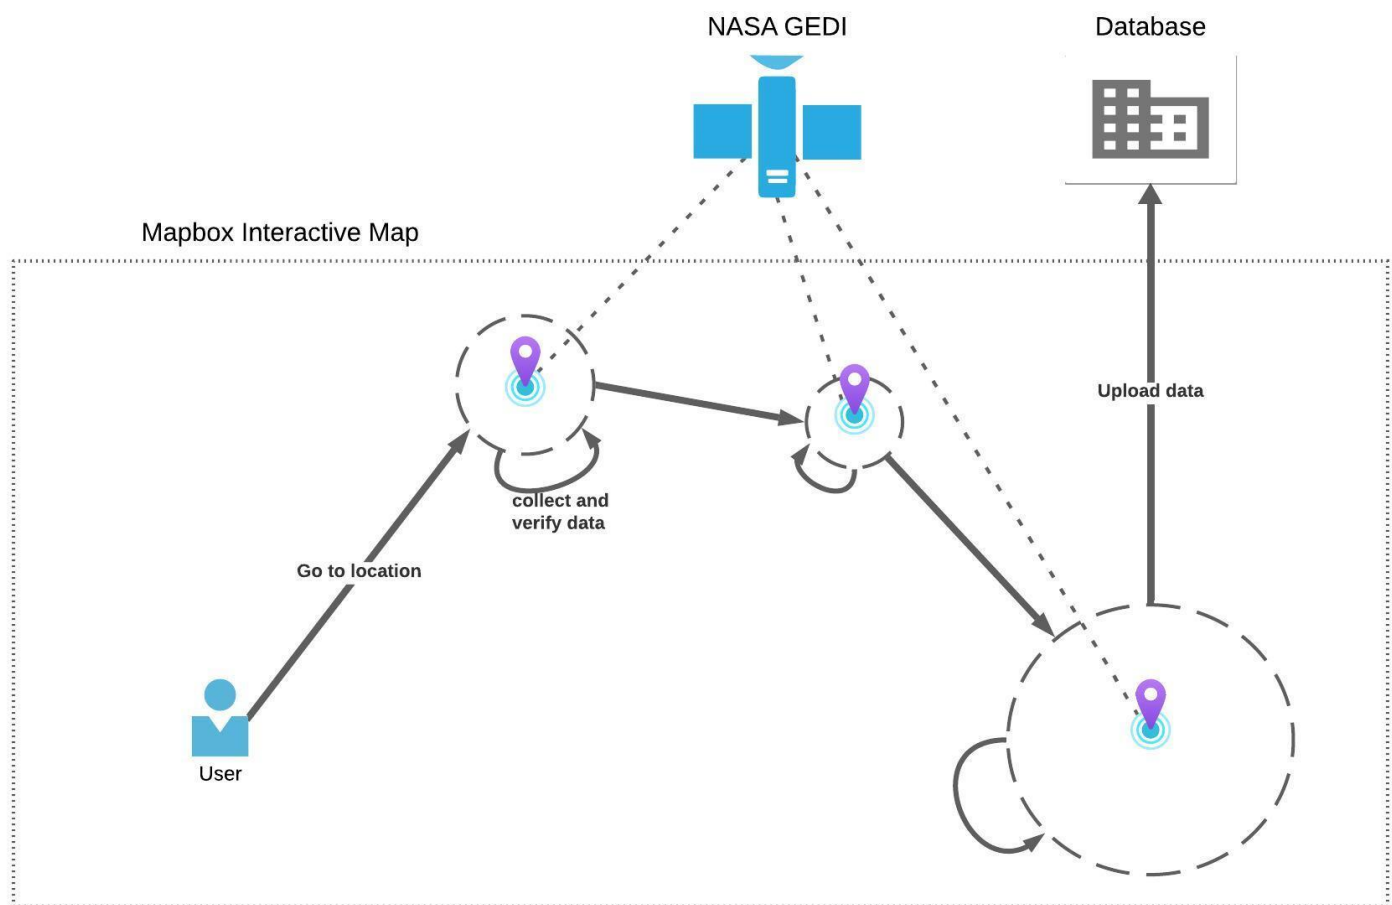 NASA GEDI
Database
Mapbox Interactive Map
Upload data
collect and
verify data
Go to location
User